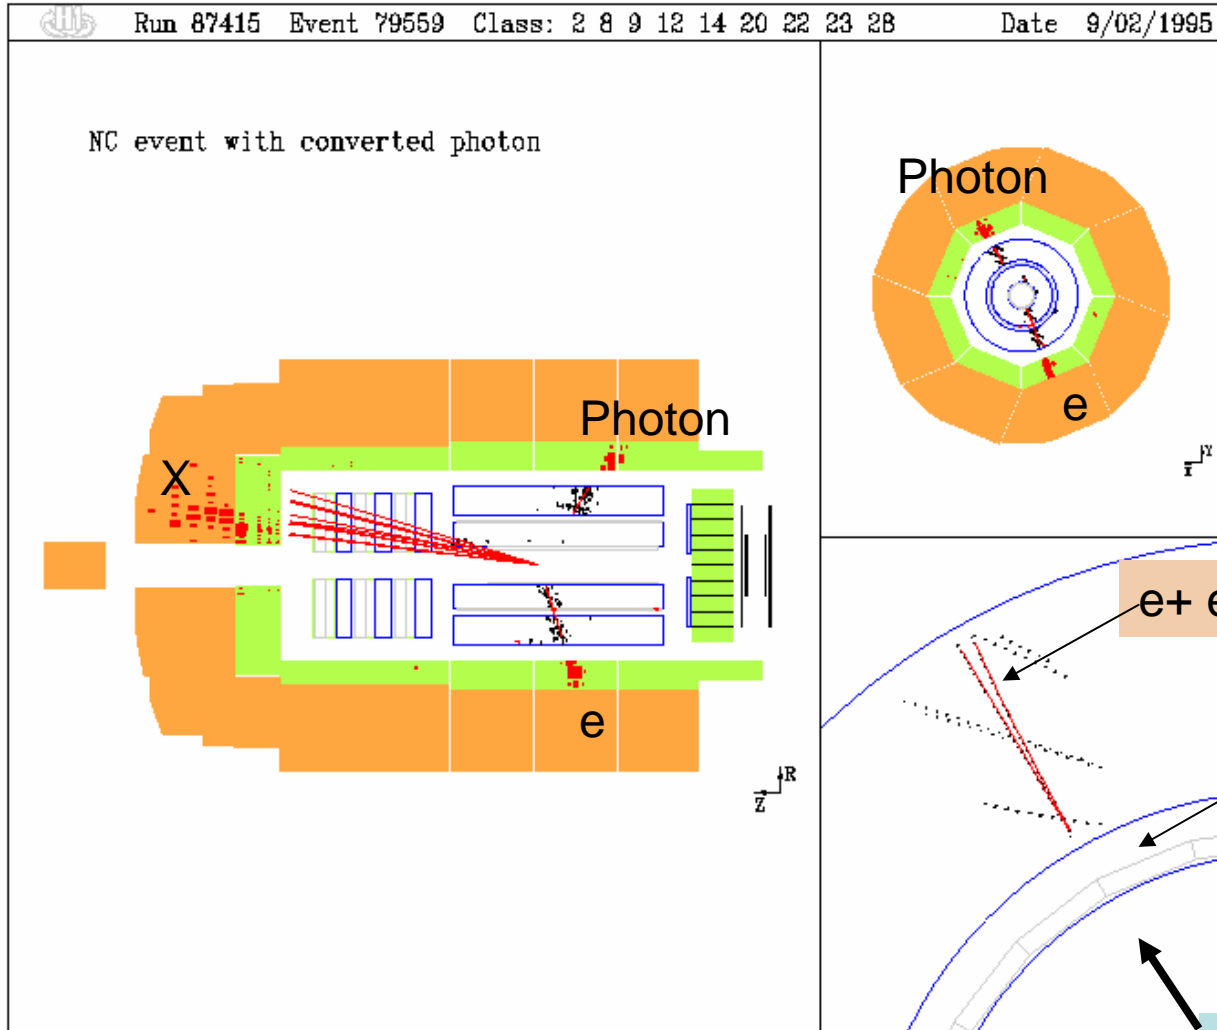 H1 Run 87415 Event 79559 Class: 2 8 9 12 14 20 22 23 28 Date 9/02/1995
NC event with converted photon
Photon
e
Y
X
Photon
X
e
R
Z
e+ e